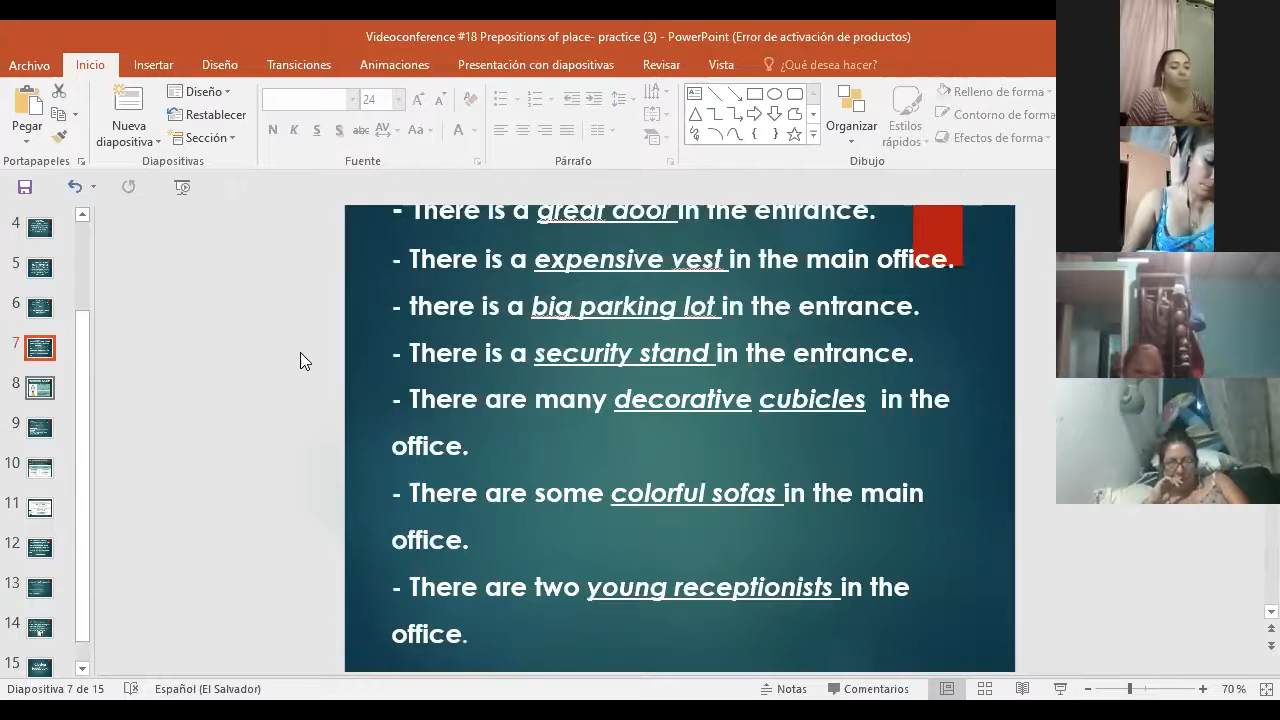 Videoconference #18 Prepositions of place- practice (3) - PowerPoint (Error de activación de productos)
Archivo Inicio Insertar Diseño Transiciones Animaciones Presentación con diapositivas Revisar Vista ¿Qué desea hacer?
Pegar
Portapapeles
Nueva diapositiva
Diseño
Restablecer
Sección
Diapositivas
24
N K S S abc AV Aa A
Fuente
Párrafo
Organizar
Estilos rápidos
Relleno de forma
Contorno de forma
Efectos de forma
Dibujo
4
5
6
7
8
9
10
11
12
13
14
15
- There is a great door in the entrance.
- There is a expensive vest in the main office.
- there is a big parking lot in the entrance.
- There is a security stand in the entrance.
- There are many decorative cubicles in the
office.
- There are some colorful sofas in the main
office.
- There are two young receptionists in the
office.
Diapositiva 7 de 15 Español (El Salvador) Notas Comentarios 70 %